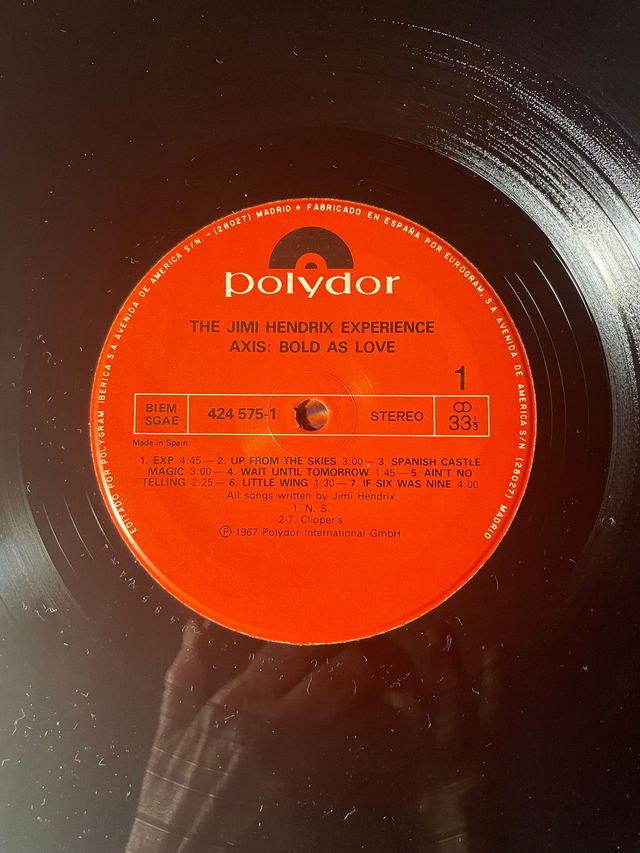 EDITADO POR POLYGRAM IBERICA S.A. AVENIDA DE AMERICA S/N. - (28027) MADRID • FABRICADO EN ESPAÑA POR EUROGRAM, S.A. AVENIDA DE AMERICA S/N (28027) MADRID
polydor
THE JIMI HENDRIX EXPERIENCE
AXIS: BOLD AS LOVE
1
BIEM
SGAE
424 575-1
STEREO
33⅓
Made in Spain
1. EXP 4:45 — 2. UP FROM THE SKIES 3:00 — 3. SPANISH CASTLE
MAGIC 3:00 — 4. WAIT UNTIL TOMORROW 1:45 — 5. AIN'T NO
TELLING 2:25 — 6. LITTLE WING 1:30 — 7. IF SIX WAS NINE 4:00
All songs written by Jimi Hendrix
1. N. S.
2-7. Clipper's
Ⓟ 1967 Polydor International GmbH